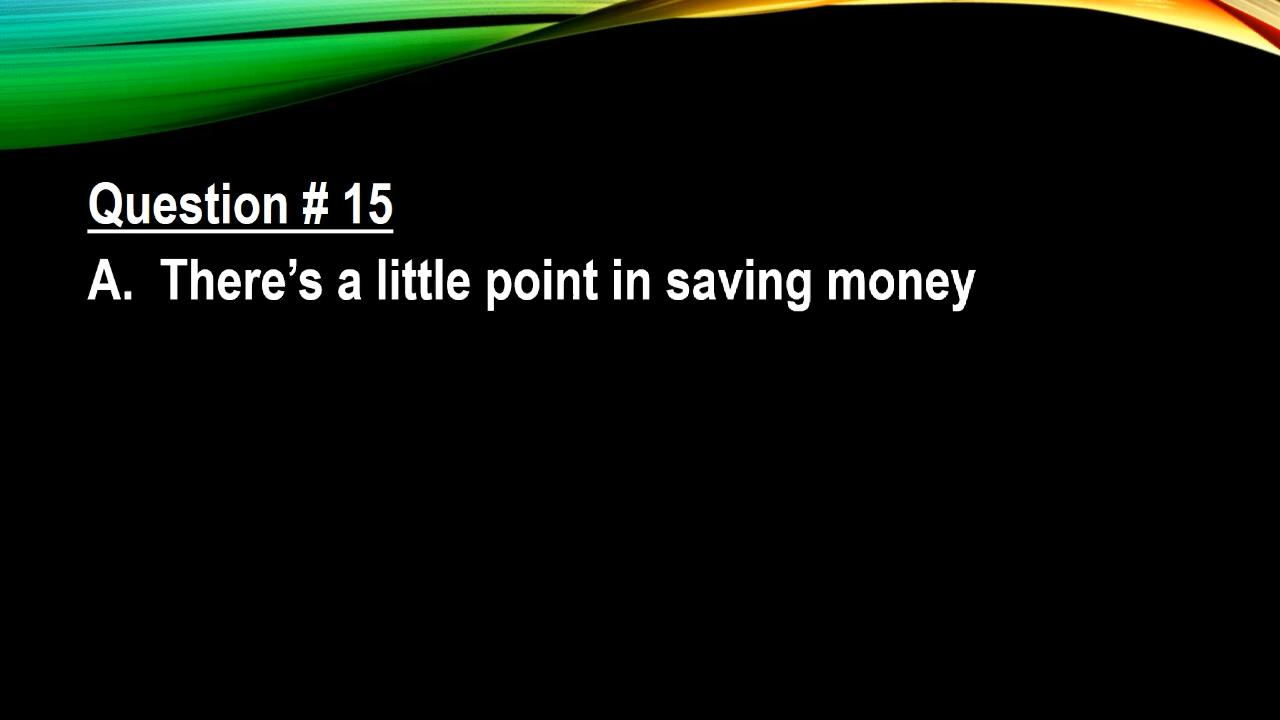 Question # 15
A. There’s a little point in saving money